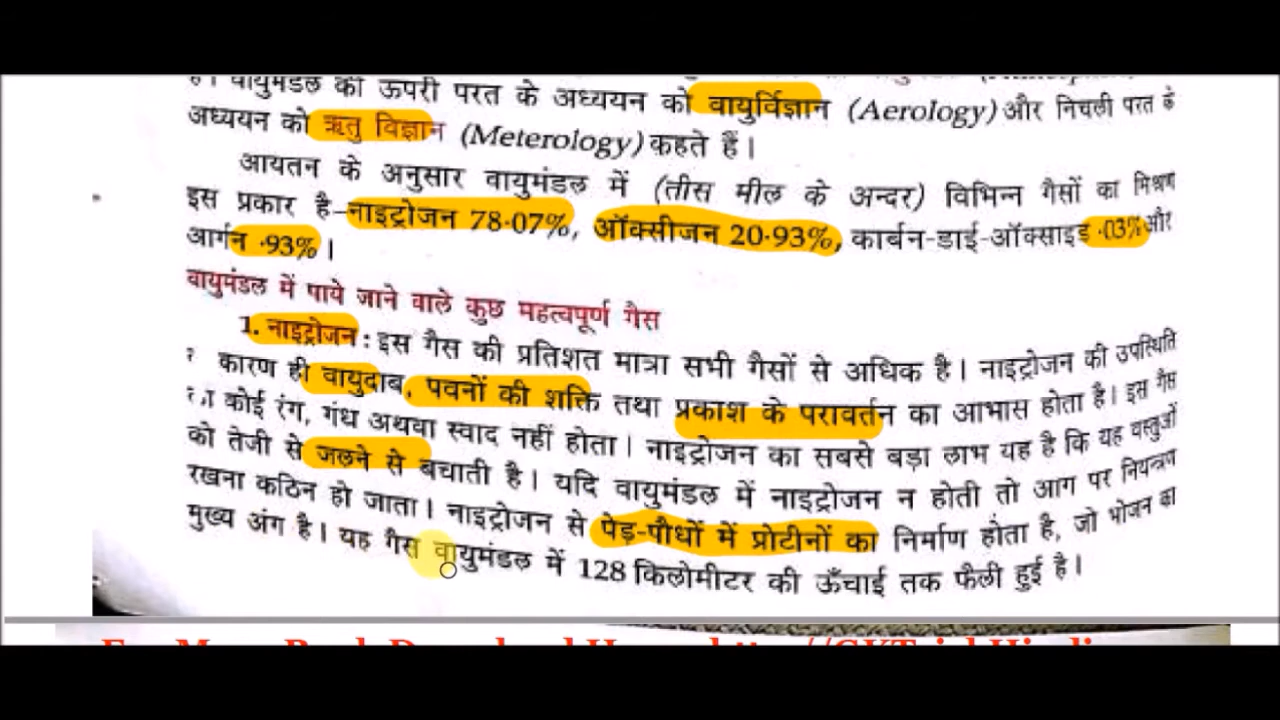 है। वायुमंडल की ऊपरी परत के अध्ययन को वायुर्विज्ञान (Aerology) और निचली परत के
अध्ययन को ऋतु विज्ञान (Meterology) कहते हैं।
आयतन के अनुसार वायुमंडल में (तीस मील के अन्दर) विभिन्न गैसों का मिश्रण
इस प्रकार है–नाइट्रोजन 78·07%, ऑक्सीजन 20·93%, कार्बन-डाई-ऑक्साइड ·03% और
आर्गन ·93%।
वायुमंडल में पाये जाने वाले कुछ महत्वपूर्ण गैस
1. नाइट्रोजन : इस गैस की प्रतिशत मात्रा सभी गैसों से अधिक है। नाइट्रोजन की उपस्थिति
कारण ही वायुदाब, पवनों की शक्ति तथा प्रकाश के परावर्तन का आभास होता है। इस गैस
कोई रंग, गंध अथवा स्वाद नहीं होता। नाइट्रोजन का सबसे बड़ा लाभ यह है कि यह वस्तुओं
को तेजी से जलने से बचाती है। यदि वायुमंडल में नाइट्रोजन न होती तो आग पर नियन्त्रण
रखना कठिन हो जाता। नाइट्रोजन से पेड़-पौधों में प्रोटीनों का निर्माण होता है, जो भोजन का
मुख्य अंग है। यह गैस वायुमंडल में 128 किलोमीटर की ऊँचाई तक फैली हुई है।